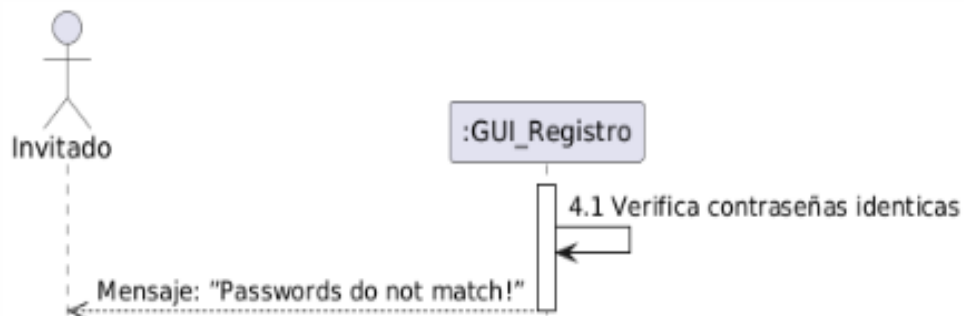 Invitado
:GUI_Registro
4.1 Verifica contraseñas identicas
Mensaje: "Passwords do not match!"